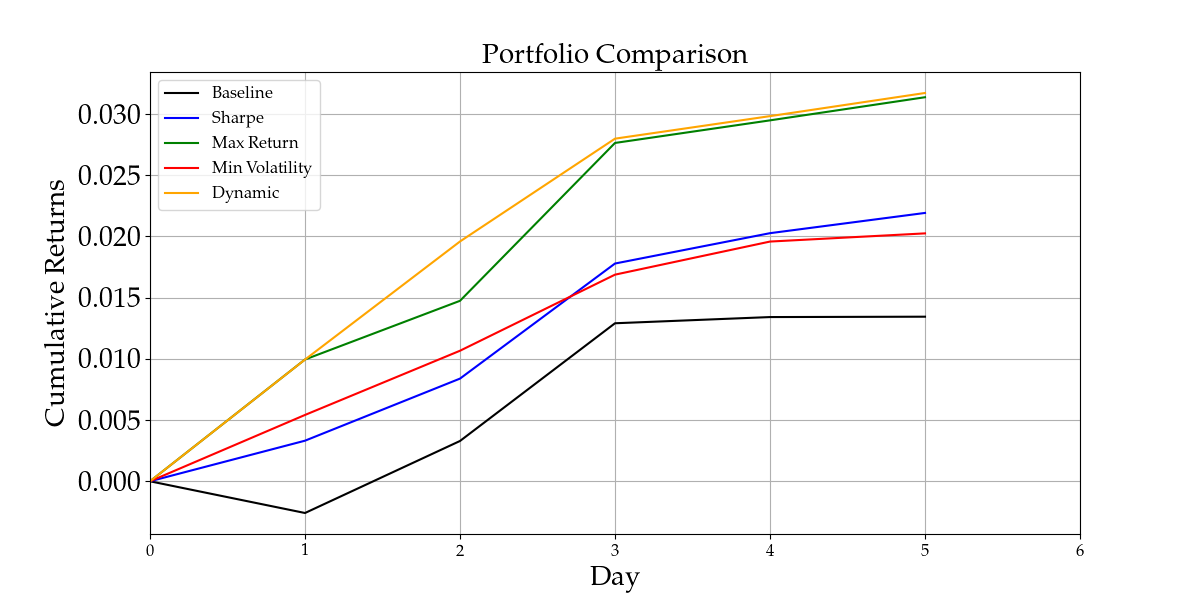 Portfolio Comparison
Baseline
Sharpe
Max Return
Min Volatility
Dynamic
0.030
0.025
0.020
0.015
0.010
0.005
0.000
Cumulative Returns
0 1 2 3 4 5 6
Day